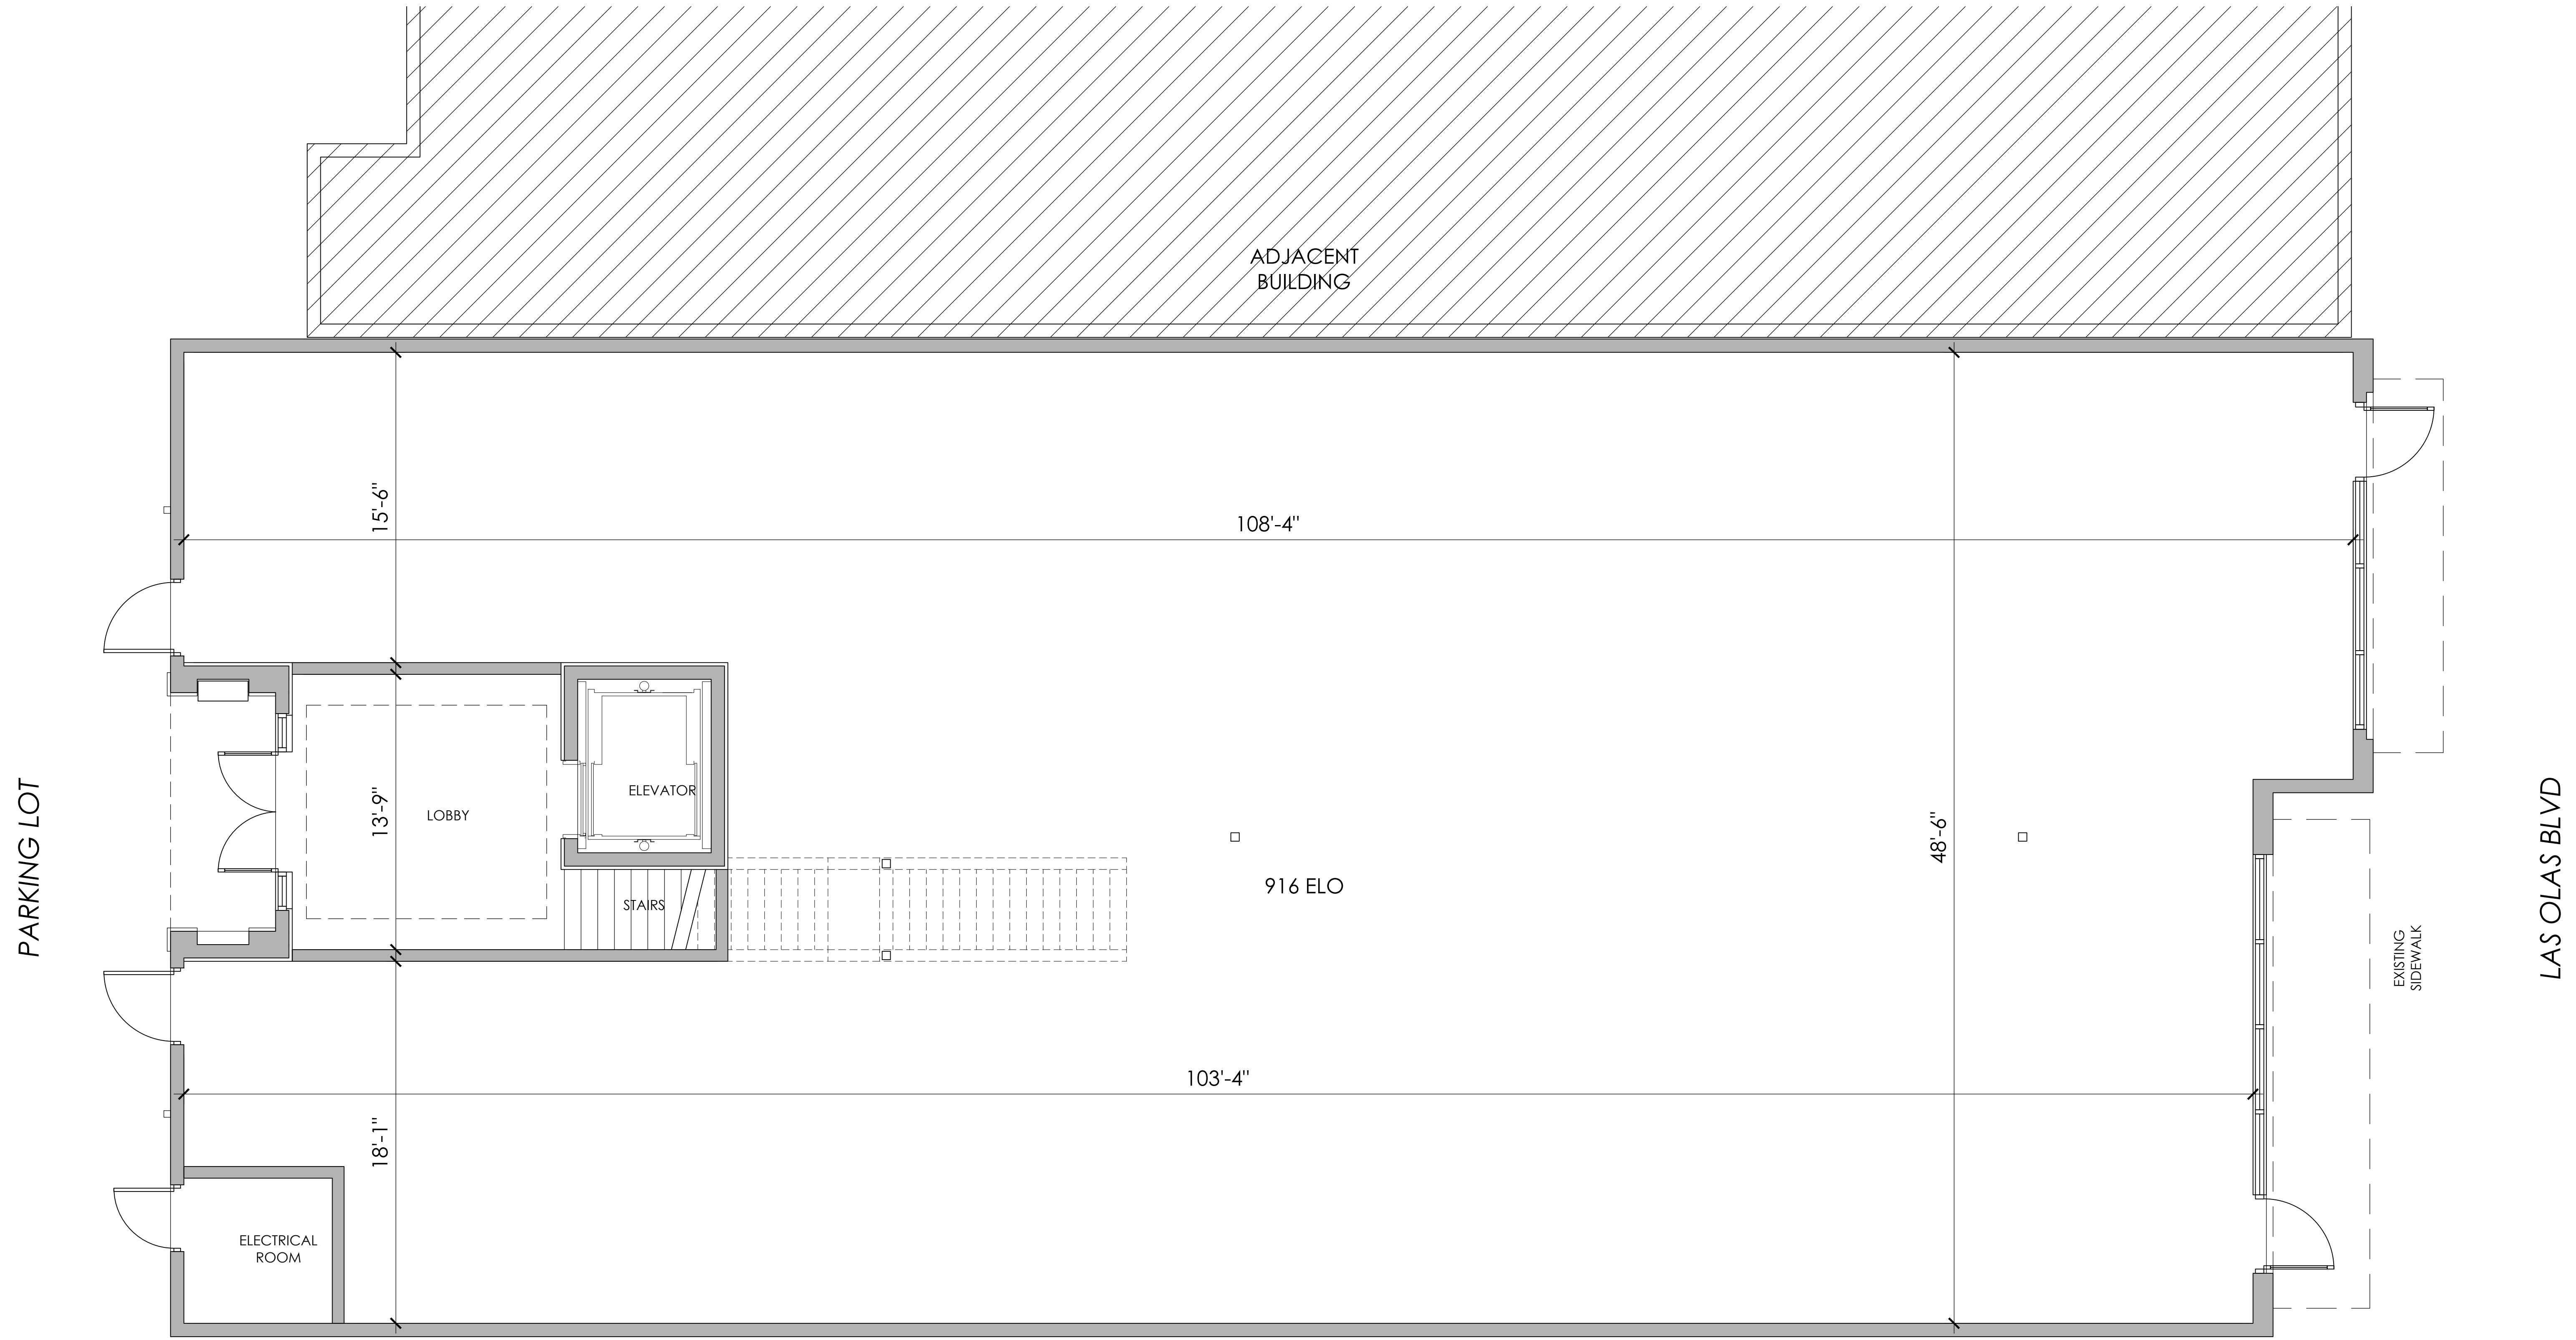 ADJACENT
BUILDING
15'-6"
108'-4"
PARKING LOT
13'-9"
LOBBY
ELEVATOR
STAIRS
48'-6"
916 ELO
EXISTING
SIDEWALK
LAS OLAS BLVD
103'-4"
18'-1"
ELECTRICAL
ROOM